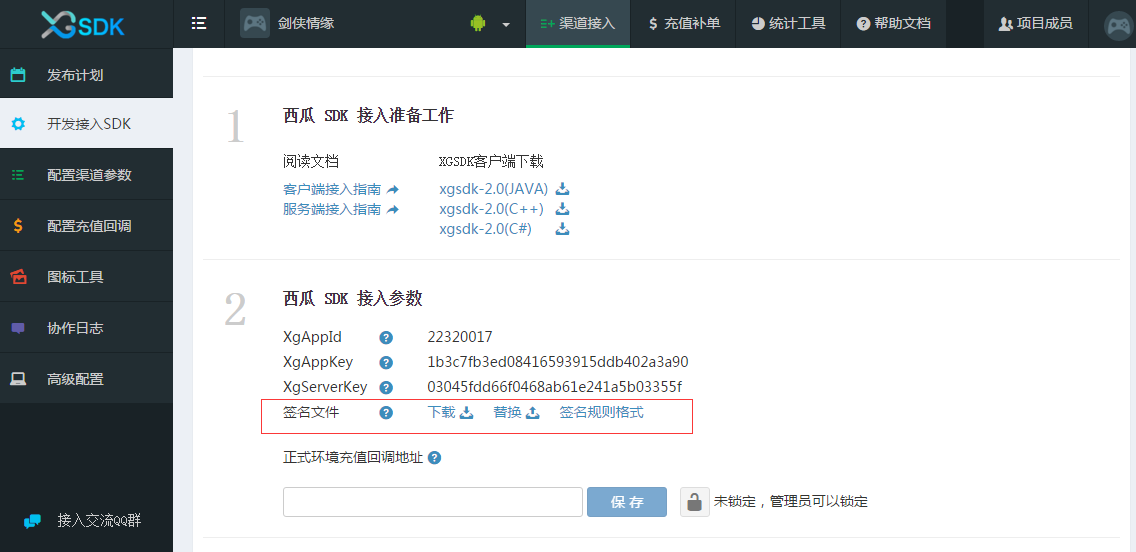 XGSDK
剑侠情缘
渠道接入
充值补单
统计工具
帮助文档
项目成员
发布计划
开发接入SDK
配置渠道参数
配置充值回调
图标工具
协作日志
高级配置
接入交流QQ群
1
西瓜 SDK 接入准备工作
阅读文档 XGSDK客户端下载
客户端接入指南 xgsdk-2.0(JAVA)
服务端接入指南 xgsdk-2.0(C++)
xgsdk-2.0(C#)
2
西瓜 SDK 接入参数
XgAppId 22320017
XgAppKey 1b3c7fb3ed08416593915ddb402a3a90
XgServerKey 03045fdd66f0468ab61e241a5b03355f
签名文件 下载 替换 签名规则格式
正式环境充值回调地址
保 存 未锁定，管理员可以锁定